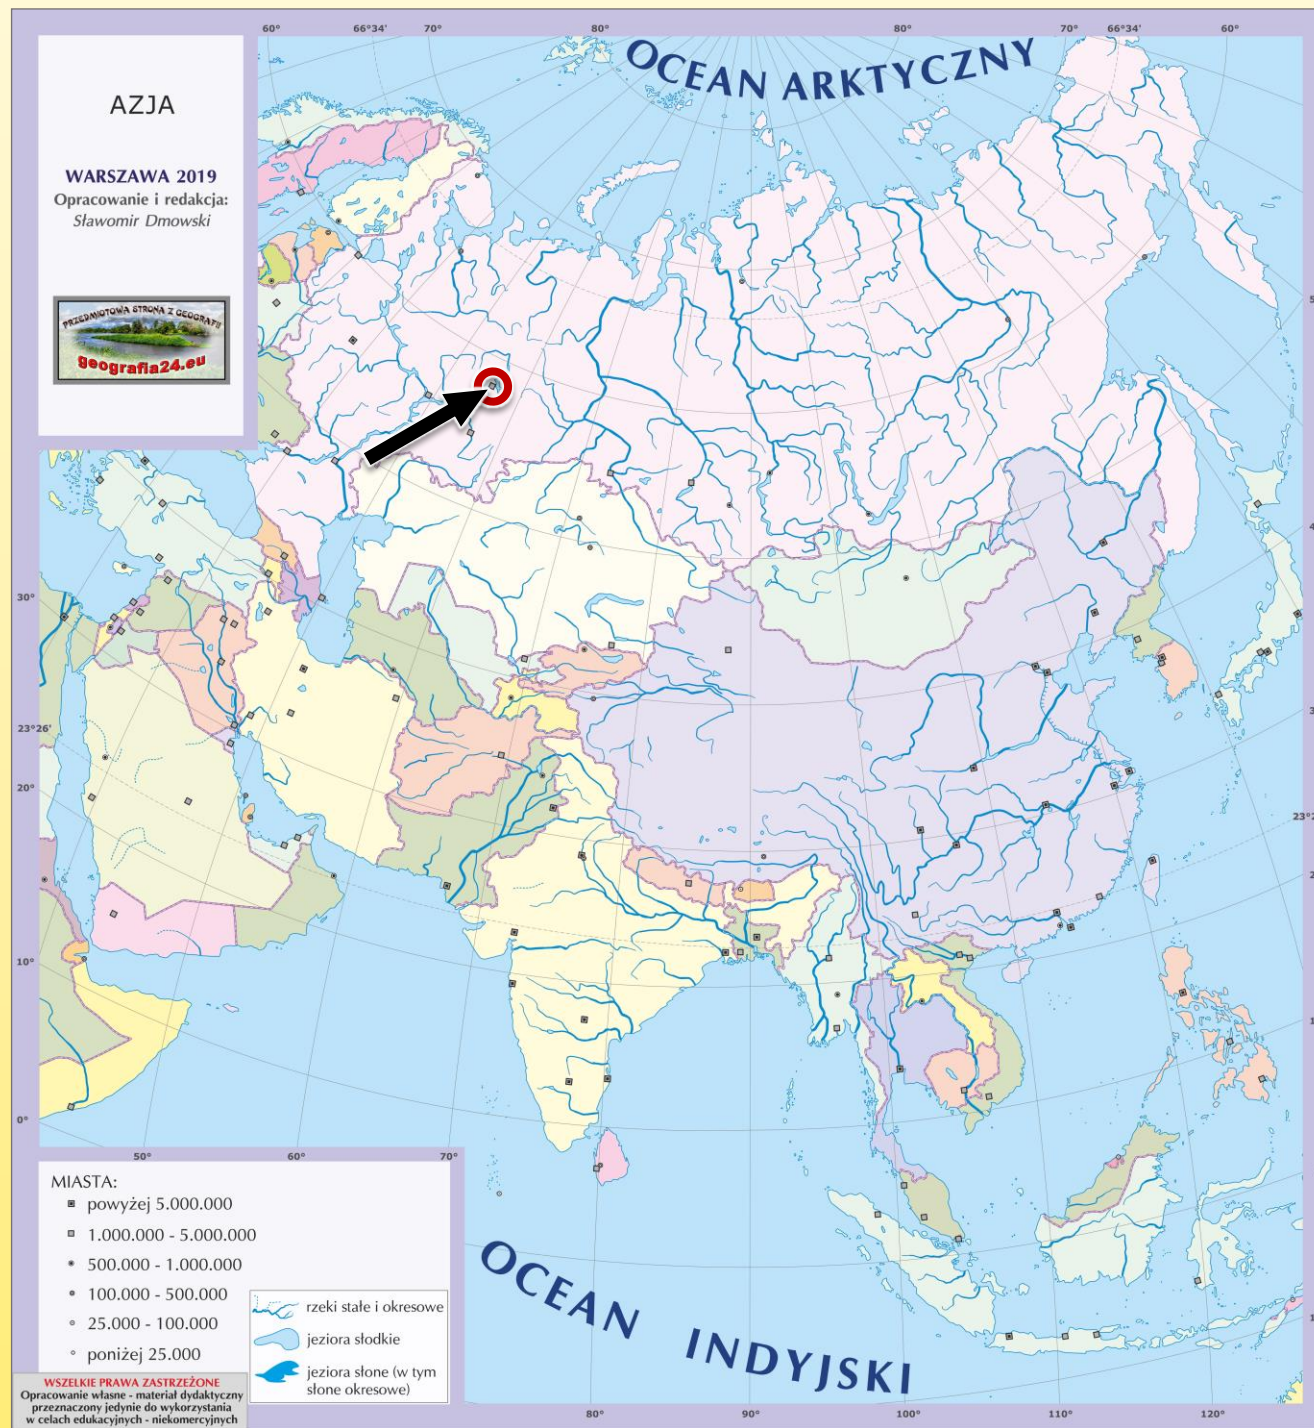 60°
66°34'
70°
80°
80°
70°
66°34'
60°
OCEAN ARKTYCZNY
AZJA
WARSZAWA 2019
Opracowanie i redakcja:
Sławomir Dmowski
PRZEDMIOTOWA STRONA Z GEOGRAFII
geografia24.eu
30°
23°26'
20°
10°
0°
50°
60°
70°
MIASTA:
powyżej 5.000.000
1.000.000 - 5.000.000
500.000 - 1.000.000
100.000 - 500.000
25.000 - 100.000
poniżej 25.000
rzeki stałe i okresowe
jeziora słodkie
jeziora słone (w tym
słone okresowe)
OCEAN INDYJSKI
WSZELKIE PRAWA ZASTRZEŻONE
Opracowanie własne - materiał dydaktyczny
przeznaczony jedynie do wykorzystania
w celach edukacyjnych - niekomercyjnych
80°
90°
100°
110°
120°